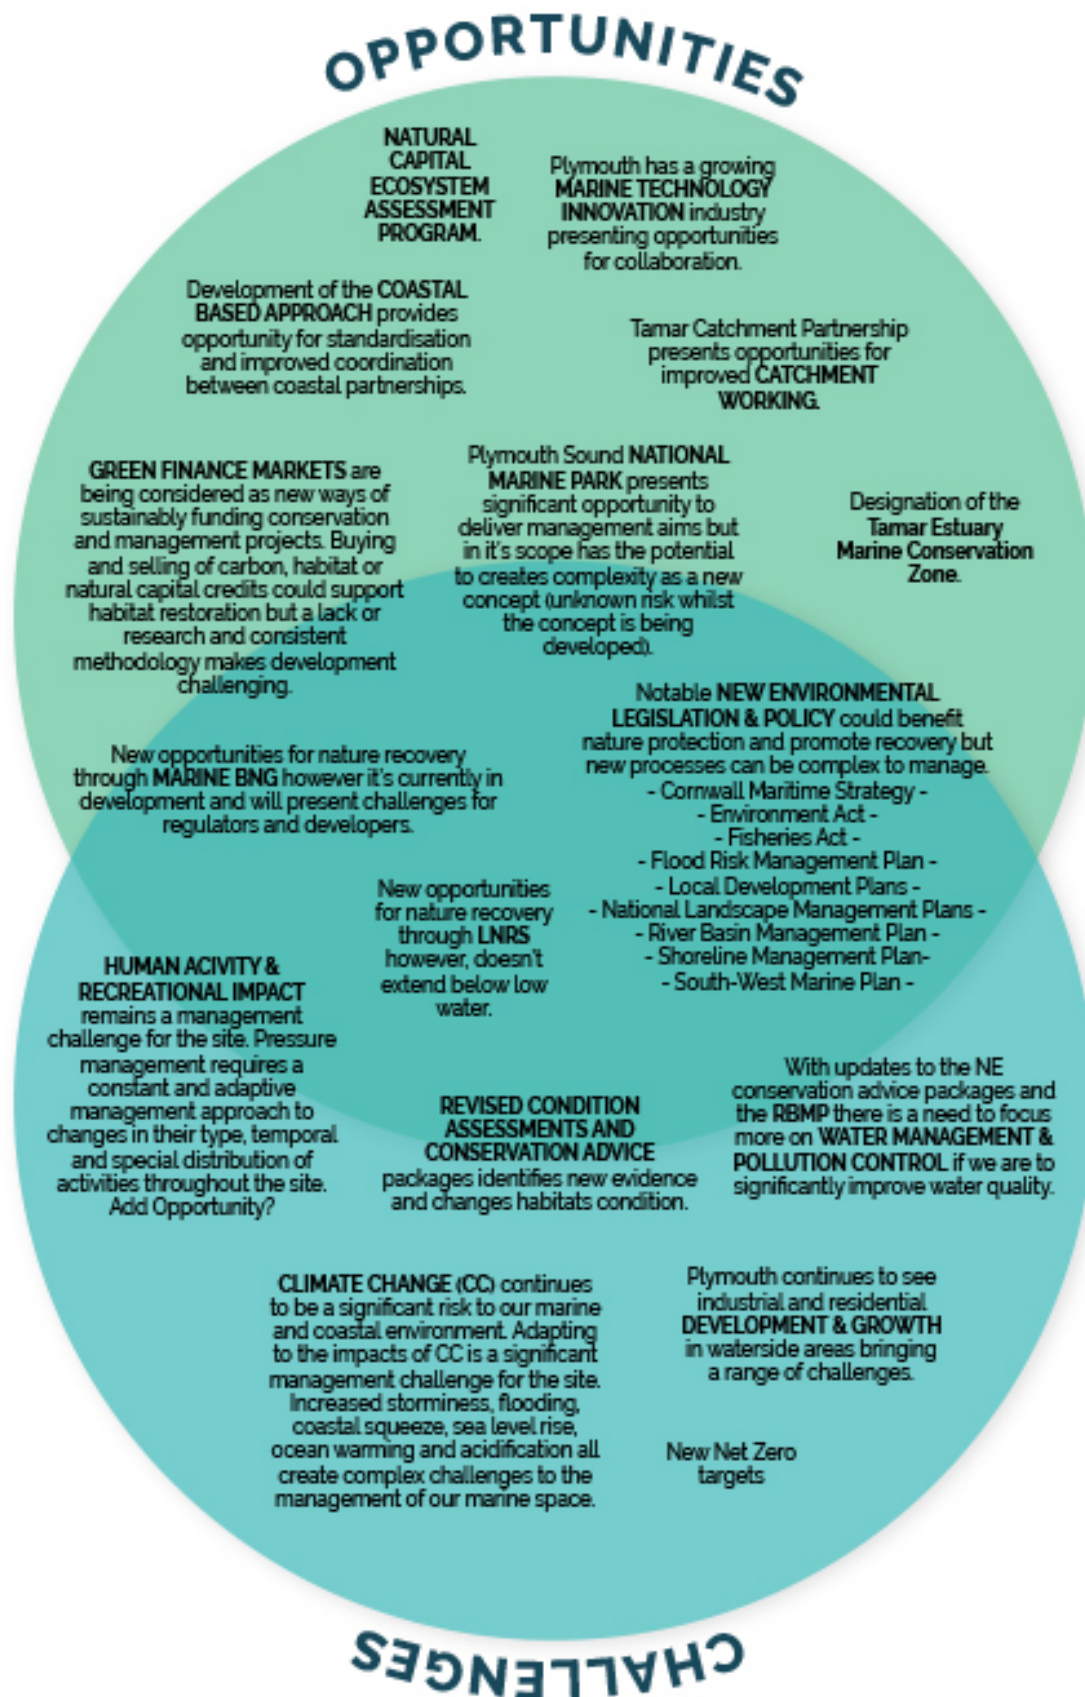 OPPORTUNITIES
NATURAL
CAPITAL
ECOSYSTEM
ASSESSMENT
PROGRAM.
Plymouth has a growing
MARINE TECHNOLOGY
INNOVATION industry
presenting opportunities
for collaboration.
Development of the COASTAL
BASED APPROACH provides
opportunity for standardisation
and improved coordination
between coastal partnerships.
Tamar Catchment Partnership
presents opportunities for
improved CATCHMENT
WORKING.
GREEN FINANCE MARKETS are
being considered as new ways of
sustainably funding conservation
and management projects. Buying
and selling of carbon, habitat or
natural capital credits could support
habitat restoration but a lack or
research and consistent
methodology makes development
challenging.
Plymouth Sound NATIONAL
MARINE PARK presents
significant opportunity to
deliver management aims but
in it's scope has the potential
to creates complexity as a new
concept (unknown risk whilst
the concept is being
developed).
Designation of the
Tamar Estuary
Marine Conservation
Zone.
Notable NEW ENVIRONMENTAL
LEGISLATION & POLICY could benefit
nature protection and promote recovery but
new processes can be complex to manage.
- Cornwall Maritime Strategy -
- Environment Act -
- Fisheries Act -
- Flood Risk Management Plan -
- Local Development Plans -
- National Landscape Management Plans -
- River Basin Management Plan -
- Shoreline Management Plan-
- South-West Marine Plan -
New opportunities for nature recovery
through MARINE BNG however it's currently in
development and will present challenges for
regulators and developers.
New opportunities
for nature recovery
through LNRS
however, doesn't
extend below low
water.
HUMAN ACIVITY &
RECREATIONAL IMPACT
remains a management
challenge for the site. Pressure
management requires a
constant and adaptive
management approach to
changes in their type, temporal
and special distribution of
activities throughout the site.
Add Opportunity?
REVISED CONDITION
ASSESSMENTS AND
CONSERVATION ADVICE
packages identifies new evidence
and changes habitats condition.
With updates to the NE
conservation advice packages and
the RBMP there is a need to focus
more on WATER MANAGEMENT &
POLLUTION CONTROL if we are to
significantly improve water quality.
CLIMATE CHANGE (CC) continues
to be a significant risk to our marine
and coastal environment. Adapting
to the impacts of CC is a significant
management challenge for the site.
Increased storminess, flooding,
coastal squeeze, sea level rise,
ocean warming and acidification all
create complex challenges to the
management of our marine space.
Plymouth continues to see
industrial and residential
DEVELOPMENT & GROWTH
in waterside areas bringing
a range of challenges.
New Net Zero
targets
CHALLENGES